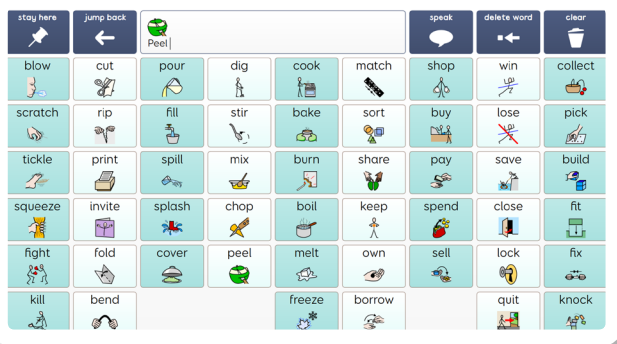 stay here jump back speak delete word clear
Peel
blow cut pour dig cook match shop win collect
scratch rip fill stir bake sort buy lose pick
tickle print spill mix burn share pay save build
squeeze invite splash chop boil keep spend close fit
fight fold cover peel melt own sell lock fix
kill bend freeze borrow quit knock